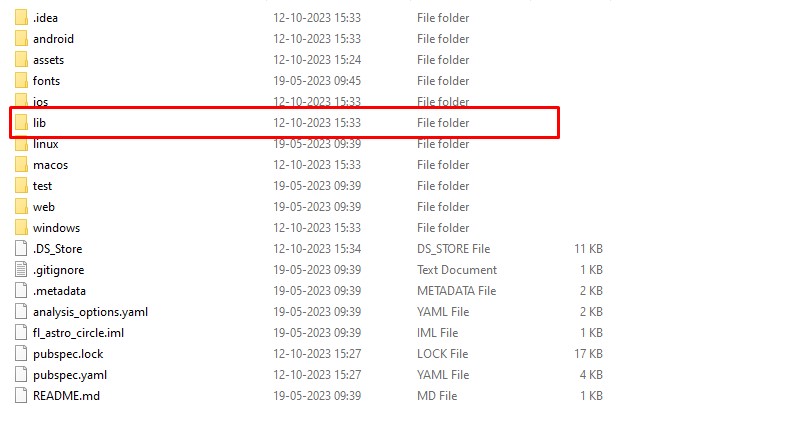 .idea 12-10-2023 15:33 File folder
android 12-10-2023 15:33 File folder
assets 12-10-2023 15:24 File folder
fonts 19-05-2023 09:45 File folder
ios 12-10-2023 15:33 File folder
lib 12-10-2023 15:33 File folder
linux 19-05-2023 09:39 File folder
macos 12-10-2023 15:33 File folder
test 19-05-2023 09:39 File folder
web 19-05-2023 09:39 File folder
windows 12-10-2023 15:33 File folder
.DS_Store 12-10-2023 15:34 DS_STORE File 11 KB
.gitignore 19-05-2023 09:39 Text Document 1 KB
.metadata 19-05-2023 09:39 METADATA File 2 KB
analysis_options.yaml 19-05-2023 09:39 YAML File 2 KB
fl_astro_circle.iml 19-05-2023 09:39 IML File 1 KB
pubspec.lock 12-10-2023 15:27 LOCK File 17 KB
pubspec.yaml 12-10-2023 15:27 YAML File 4 KB
README.md 19-05-2023 09:39 MD File 1 KB